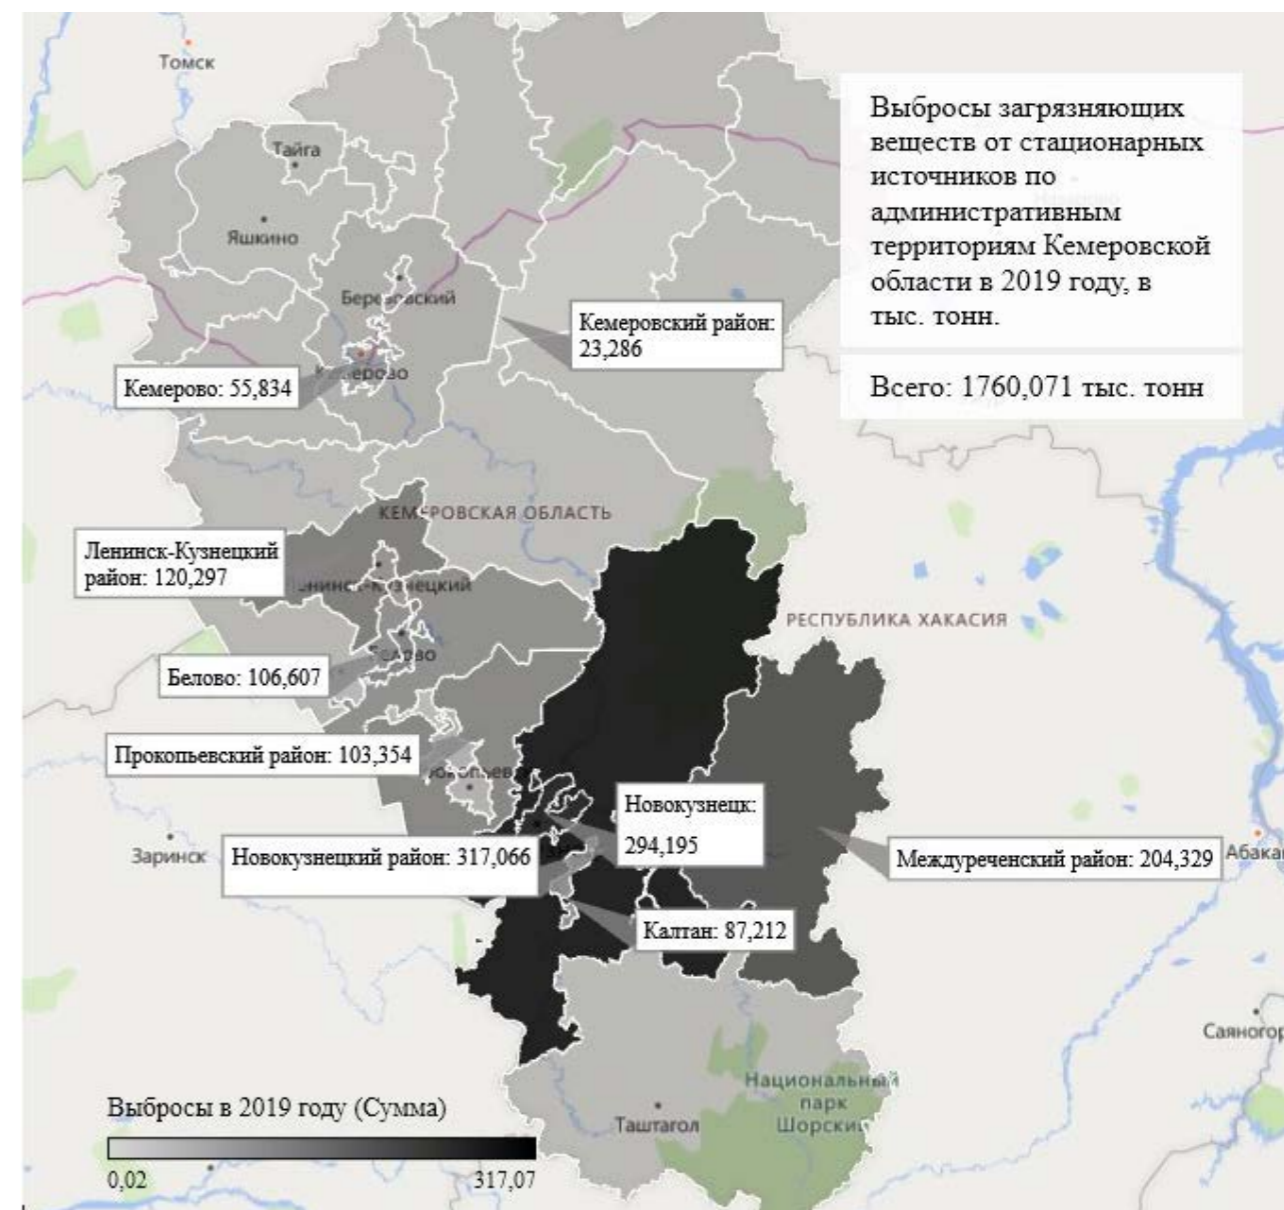 Томск
Выбросы загрязняющих
веществ от стационарных
источников по
административным
территориям Кемеровской
области в 2019 году, в
тыс. тонн.
Всего: 1760,071 тыс. тонн
Тайга
Яшкино
Березовский
Кемеровский район:
23,286
Кемерово: 55,834
Кемерово
КЕМЕРОВСКАЯ ОБЛАСТЬ
Ленинск-Кузнецкий
район: 120,297
нинск-Кузнецкий
РЕСПУБЛИКА ХАКАСИЯ
Белово
Белово: 106,607
Прокопьевский район: 103,354
Новокузнецк:
294,195
Заринск
Новокузнецкий район: 317,066
Междуреченский район: 204,329
Абака
Калтан: 87,212
Саяногор
Национальный
парк
Шорский
Таштагол
Выбросы в 2019 году (Сумма)
0,02
317,07